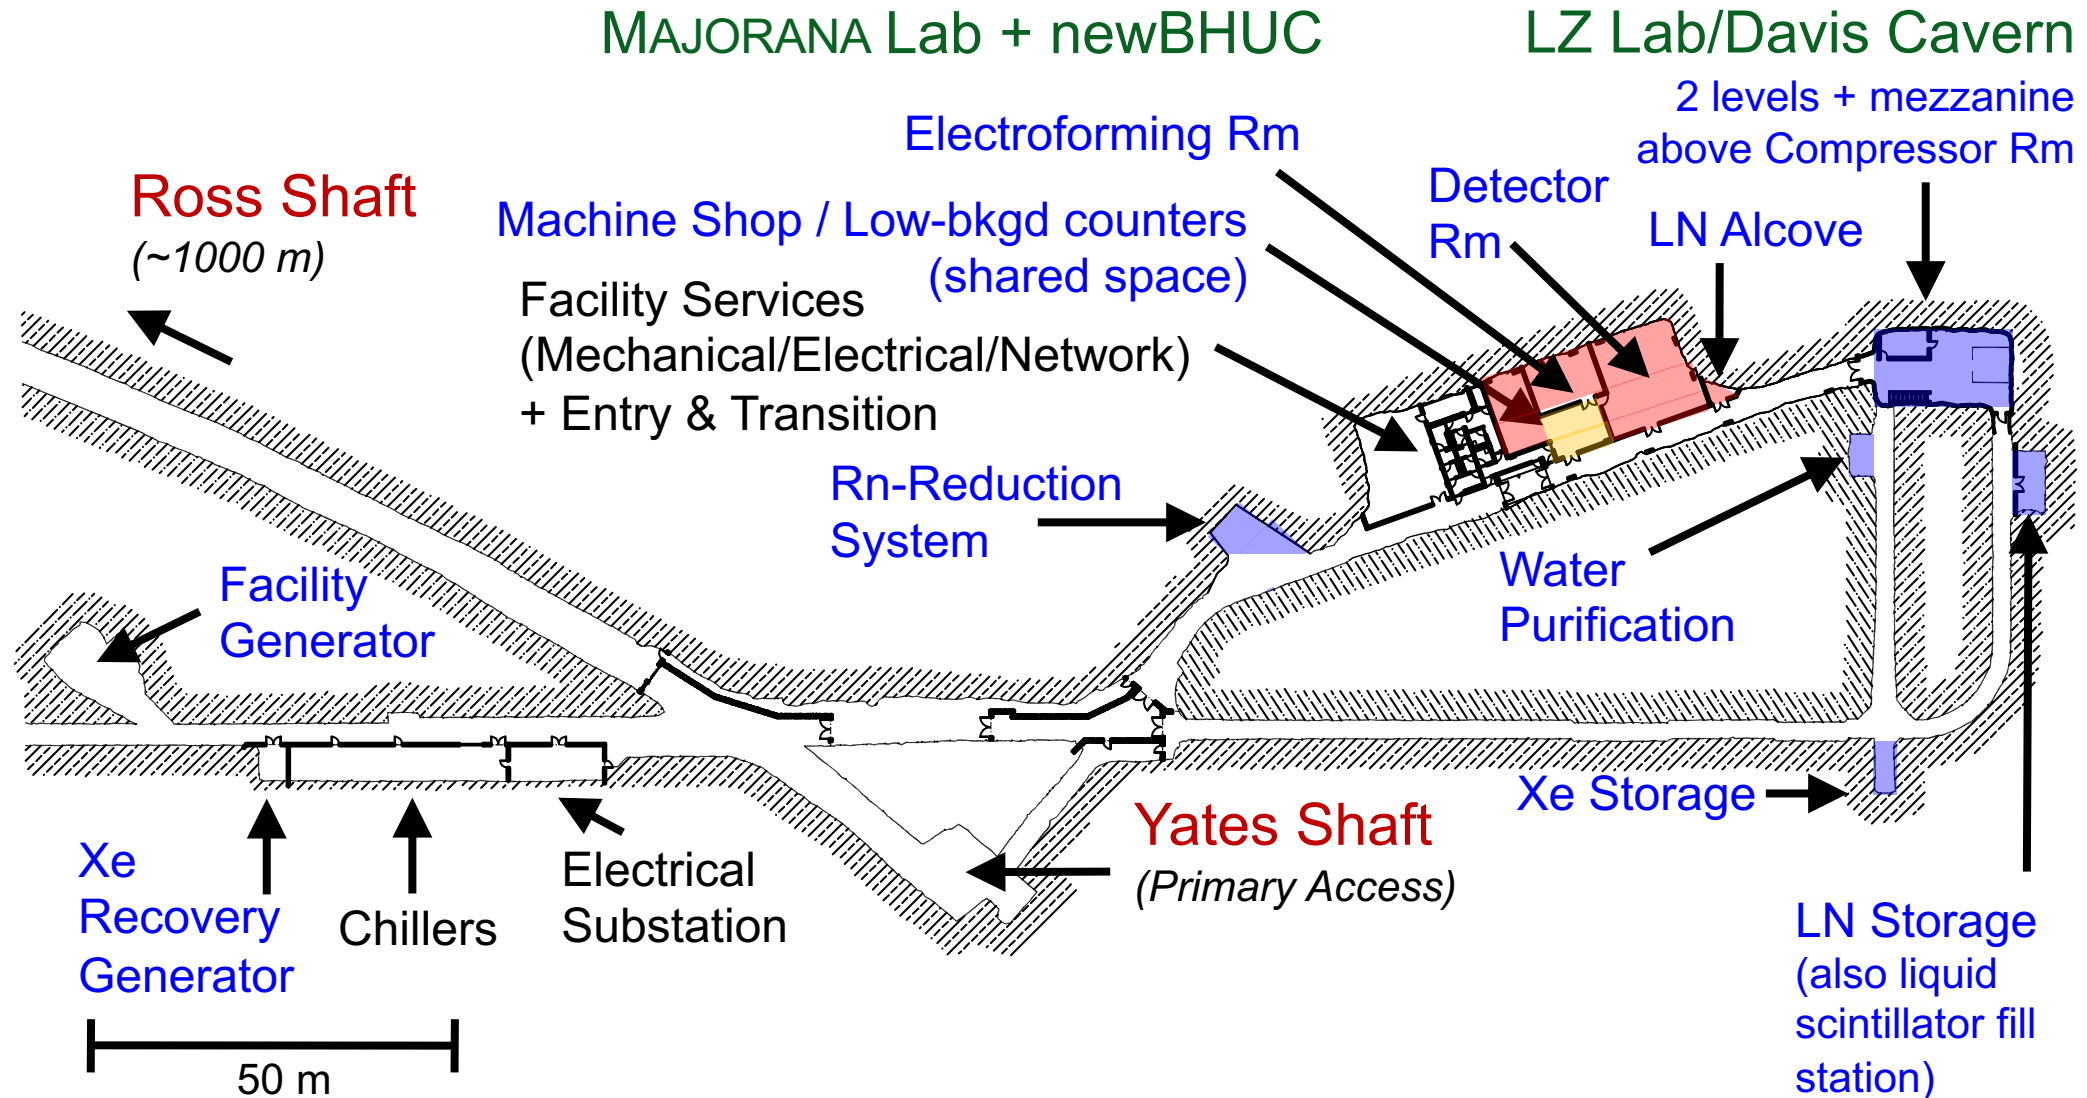 MAJORANA Lab + newBHUC
LZ Lab/Davis Cavern
2 levels + mezzanine
above Compressor Rm
Electroforming Rm
Detector
Rm
LN Alcove
Ross Shaft
(~1000 m)
Machine Shop / Low-bkgd counters
(shared space)
Facility Services
(Mechanical/Electrical/Network)
+ Entry & Transition
Rn-Reduction
System
Water
Purification
Facility
Generator
Xe Storage
Yates Shaft
(Primary Access)
Xe
Recovery
Generator
Chillers
Electrical
Substation
LN Storage
(also liquid
scintillator fill
station)
50 m